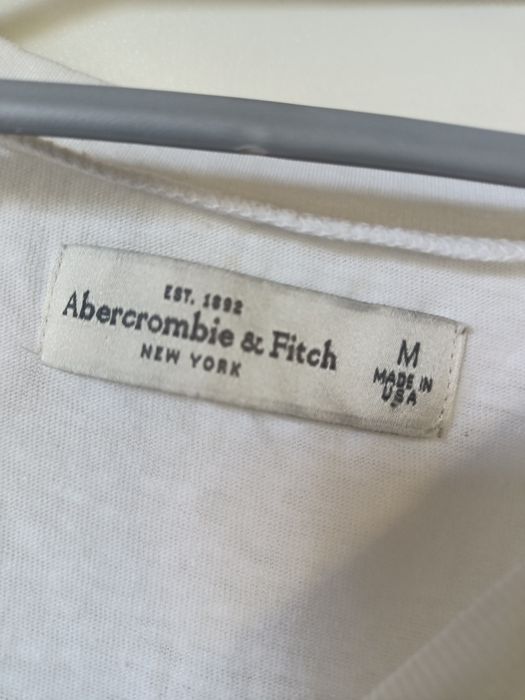 EST. 1892
Abercrombie & Fitch
NEW YORK
M
MADE IN
USA